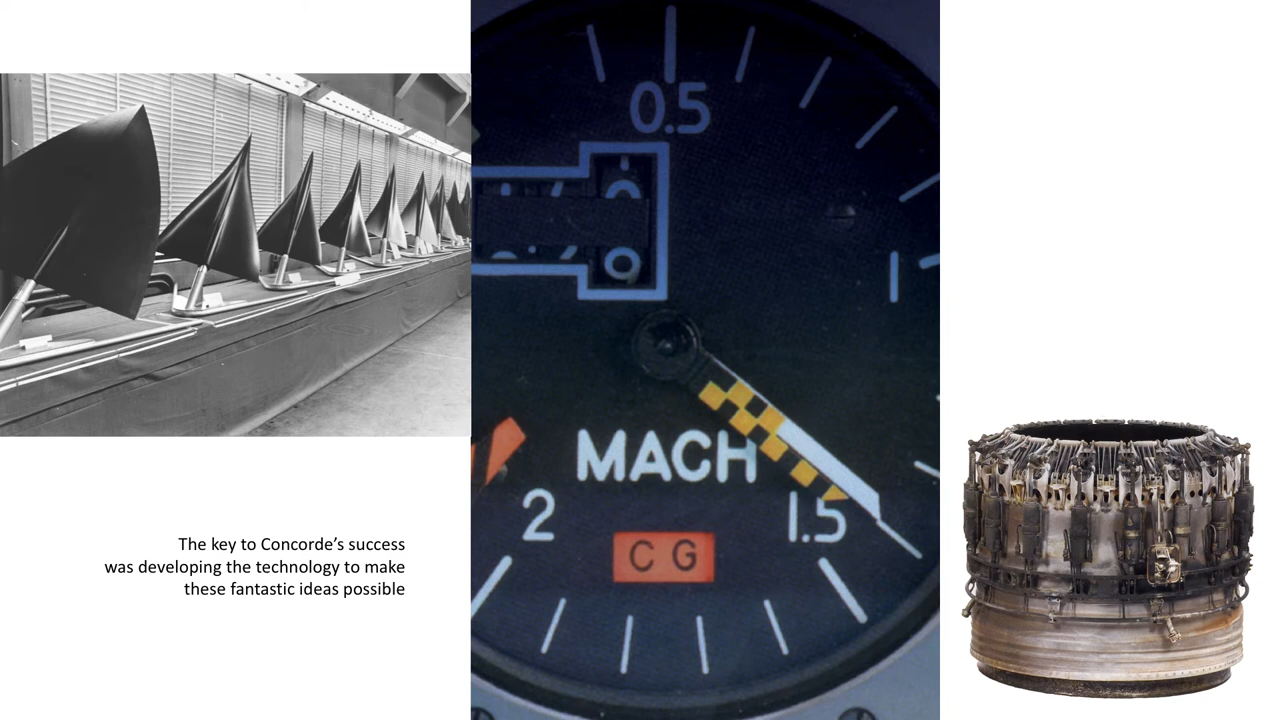 The key to Concorde’s success
was developing the technology to make
these fantastic ideas possible
0.5
MACH
2
1.5
C G